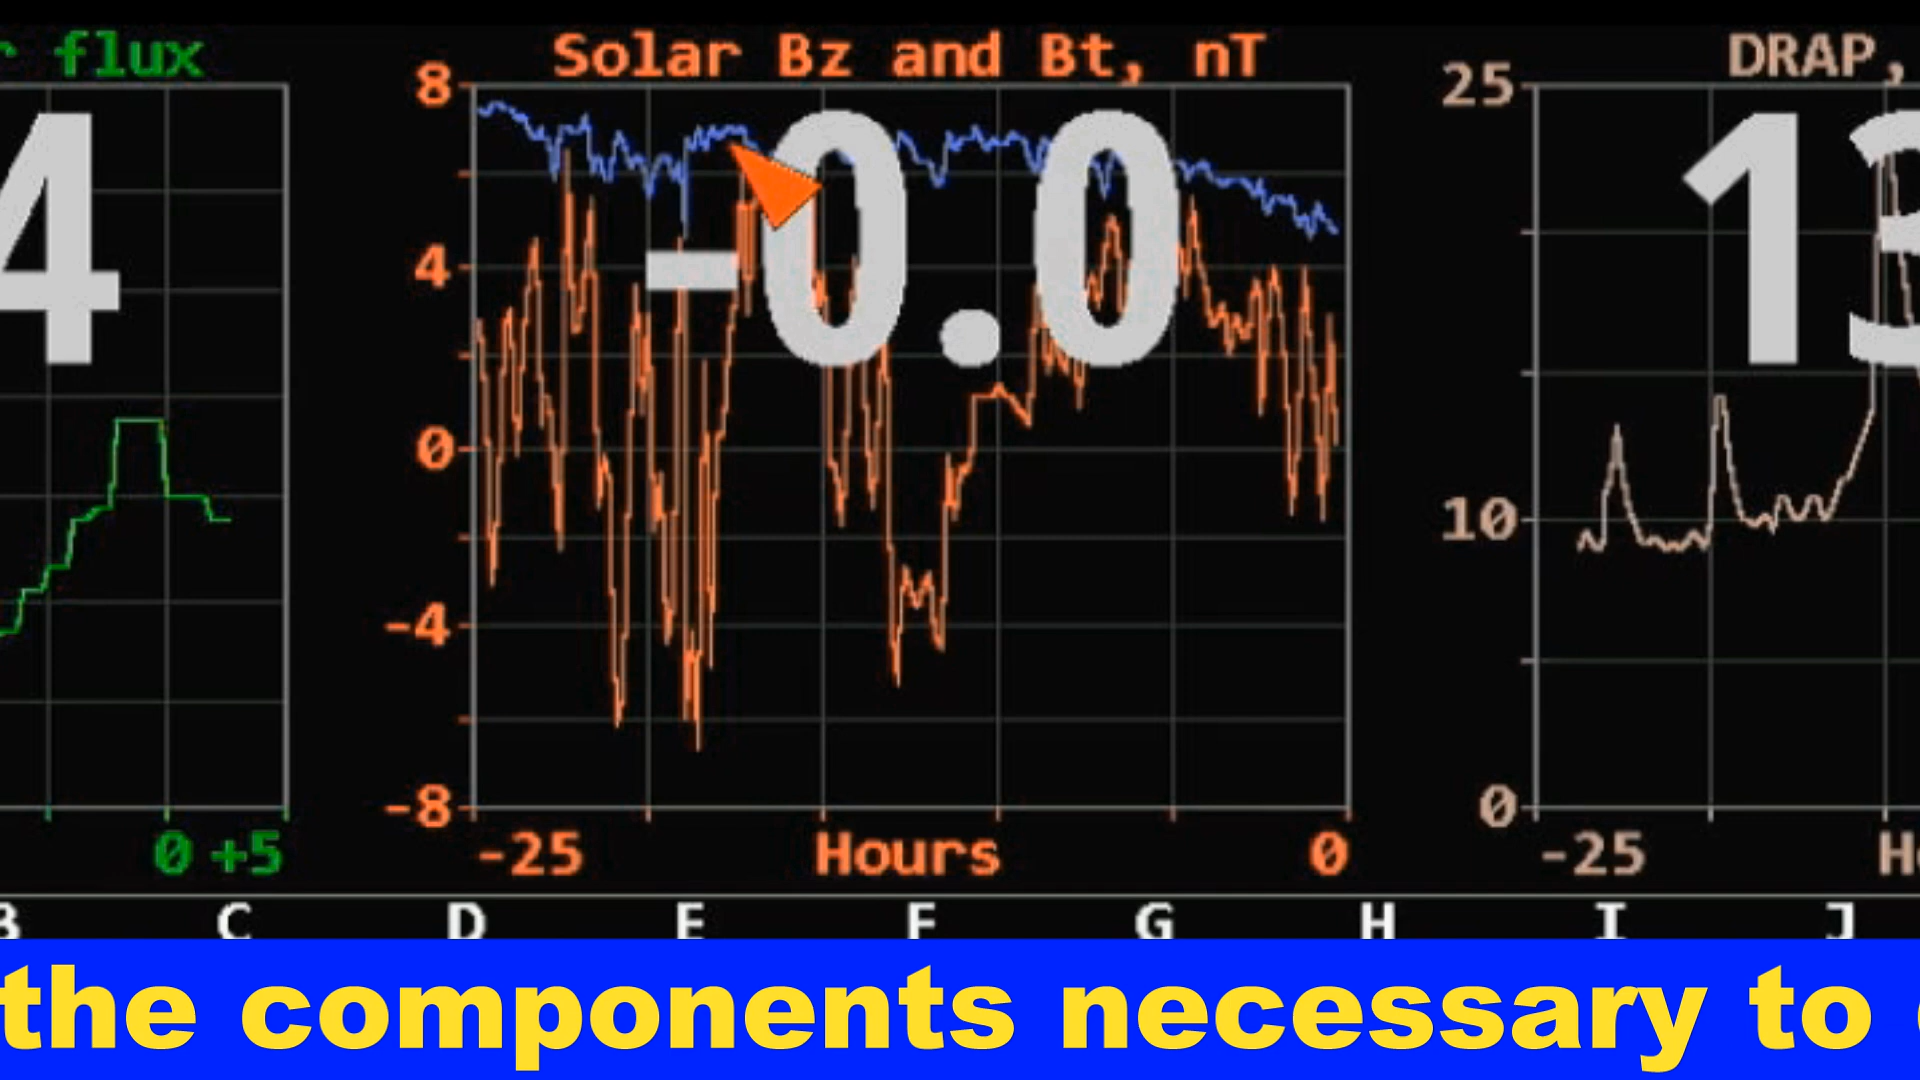 flux
4
0 +5
Solar Bz and Bt, nT
8
4
0
-4
-8
-0.0
-25 Hours 0
DRAP,
25
10
0
13
-25
B C D E F G H I J
the components necessary to